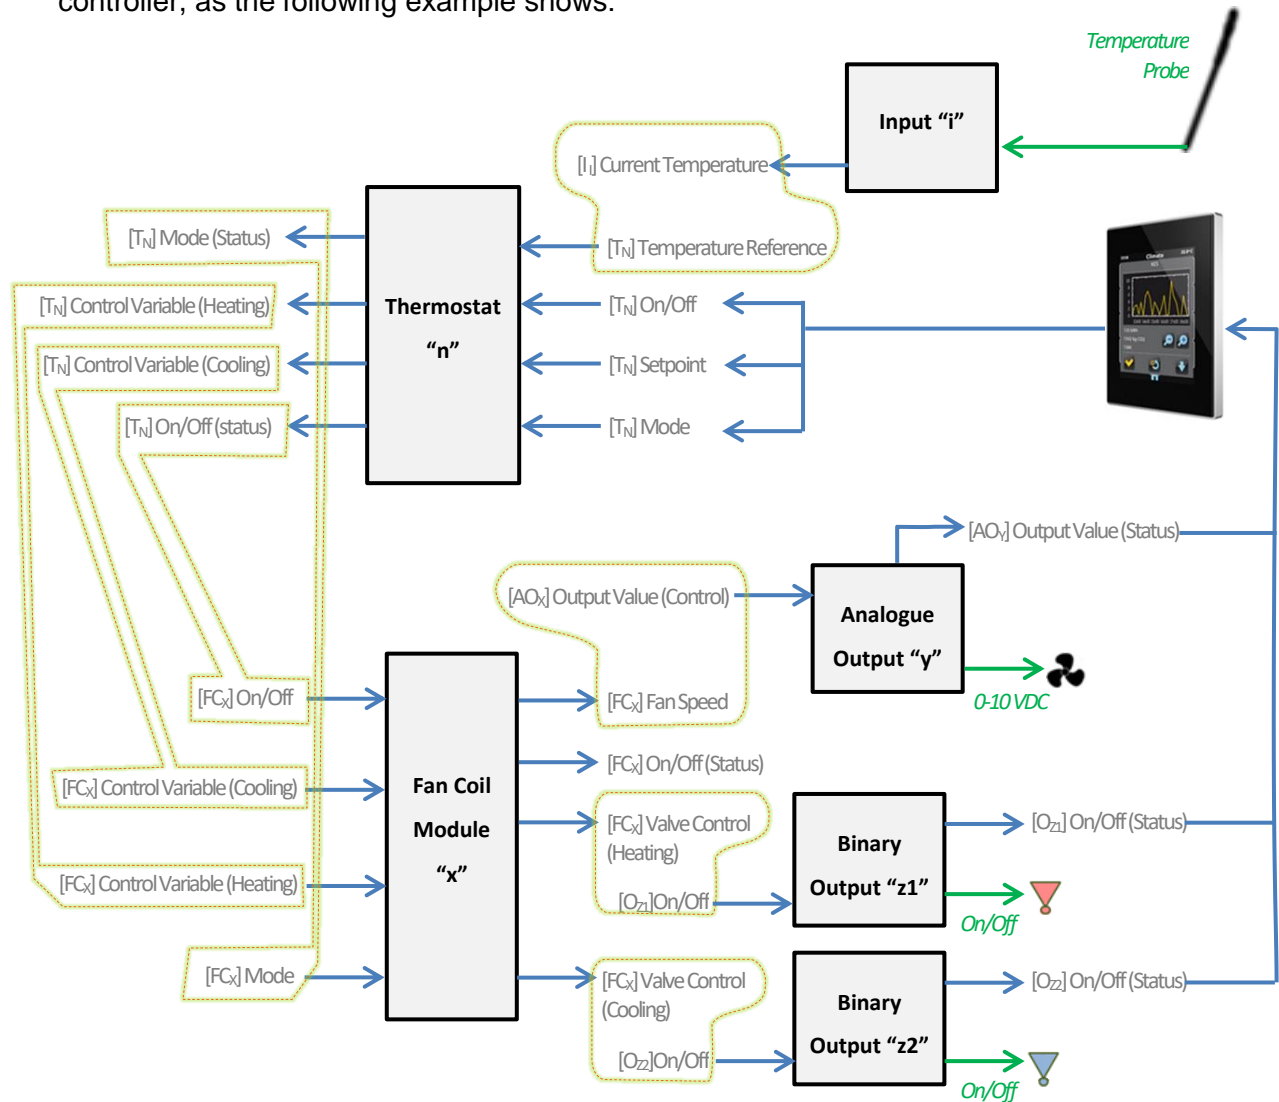 controller, as the following example shows:
Temperature
Probe
Input “i”
[Ii] Current Temperature
[TN] Mode (Status)
[TN] Temperature Reference
[TN] Control Variable (Heating)
Thermostat
“n”
[TN] On/Off
[TN] Control Variable (Cooling)
[TN] Setpoint
[TN] On/Off (status)
[TN] Mode
Climate
[AOY] Output Value (Status)
[AOX] Output Value (Control)
Analogue
Output “y”
0-10 VDC
[FCX] On/Off
[FCX] Fan Speed
[FCX] On/Off (Status)
Fan Coil
Module
“x”
[FCX] Control Variable (Cooling)
[FCX] Valve Control
(Heating)
[OZ1] On/Off
Binary
Output “z1”
[OZ1] On/Off (Status)
On/Off
[FCX] Control Variable (Heating)
[FCX] Mode
[FCX] Valve Control
(Cooling)
[OZ2] On/Off
Binary
Output “z2”
[OZ2] On/Off (Status)
On/Off